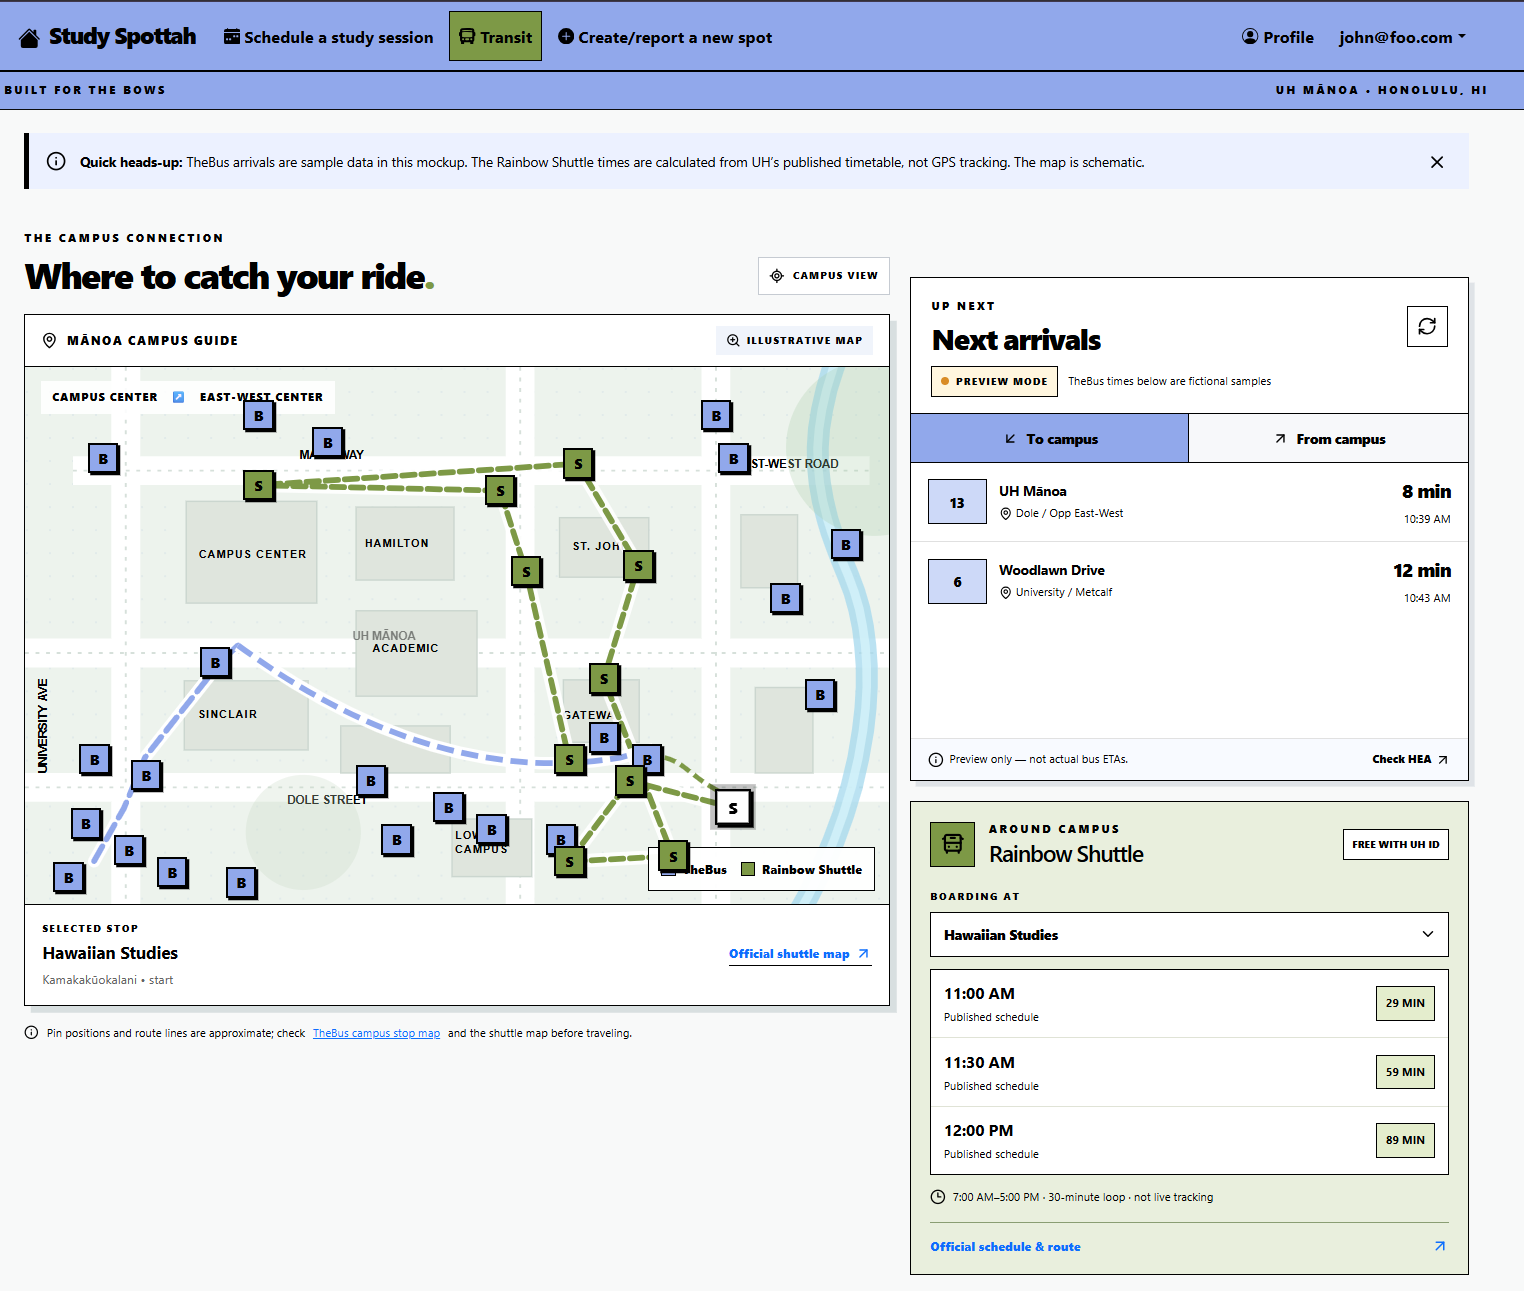 Study Spottah
Schedule a study session
Transit
Create/report a new spot
Profile
john@foo.com
BUILT FOR THE BOWS
UH MĀNOA • HONOLULU, HI
Quick heads-up: TheBus arrivals are sample data in this mockup. The Rainbow Shuttle times are calculated from UH's published timetable, not GPS tracking. The map is schematic.
THE CAMPUS CONNECTION
Where to catch your ride.
CAMPUS VIEW
MĀNOA CAMPUS GUIDE
ILLUSTRATIVE MAP
CAMPUS CENTER
EAST-WEST CENTER
B
B
B
B
B
ST-WEST ROAD
S
S
S
CAMPUS CENTER
HAMILTON
ST. JOH
B
S
S
B
UH MĀNOA
ACADEMIC
B
S
B
UNIVERSITY AVE
SINCLAIR
B
B
B
S
B
B
S
DOLE STREET
S
B
B
B
B
B
B
CAMPUS
S
S
B
B
B
TheBus
Rainbow Shuttle
SELECTED STOP
Hawaiian Studies
Kamakakūokalani • start
Official shuttle map
Pin positions and route lines are approximate; check TheBus campus stop map and the shuttle map before traveling.
UP NEXT
Next arrivals
PREVIEW MODE
TheBus times below are fictional samples
To campus
From campus
13
UH Mānoa
Dole / Opp East-West
8 min
10:39 AM
6
Woodlawn Drive
University / Metcalf
12 min
10:43 AM
Preview only — not actual bus ETAs.
Check HEA
AROUND CAMPUS
Rainbow Shuttle
FREE WITH UH ID
BOARDING AT
Hawaiian Studies
11:00 AM
Published schedule
29 MIN
11:30 AM
Published schedule
59 MIN
12:00 PM
Published schedule
89 MIN
7:00 AM–5:00 PM · 30-minute loop · not live tracking
Official schedule & route